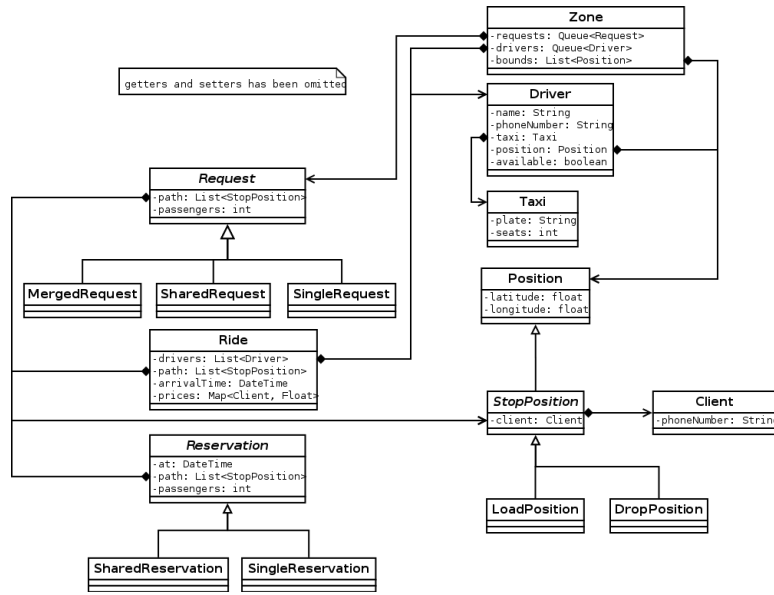 Zone
-requests: Queue<Request>
-drivers: Queue<Driver>
-bounds: List<Position>
getters and setters has been omitted
Driver
-name: String
-phoneNumber: String
-taxi: Taxi
-position: Position
-available: boolean
Request
-path: List<StopPosition>
-passengers: int
Taxi
-plate: String
-seats: int
MergedRequest
SharedRequest
SingleRequest
Position
-latitude: float
-longitude: float
Ride
-drivers: List<Driver>
-path: List<StopPosition>
-arrivalTime: DateTime
-prices: Map<Client, Float>
StopPosition
-client: Client
Client
-phoneNumber: String
Reservation
-at: DateTime
-path: List<StopPosition>
-passengers: int
LoadPosition
DropPosition
SharedReservation
SingleReservation